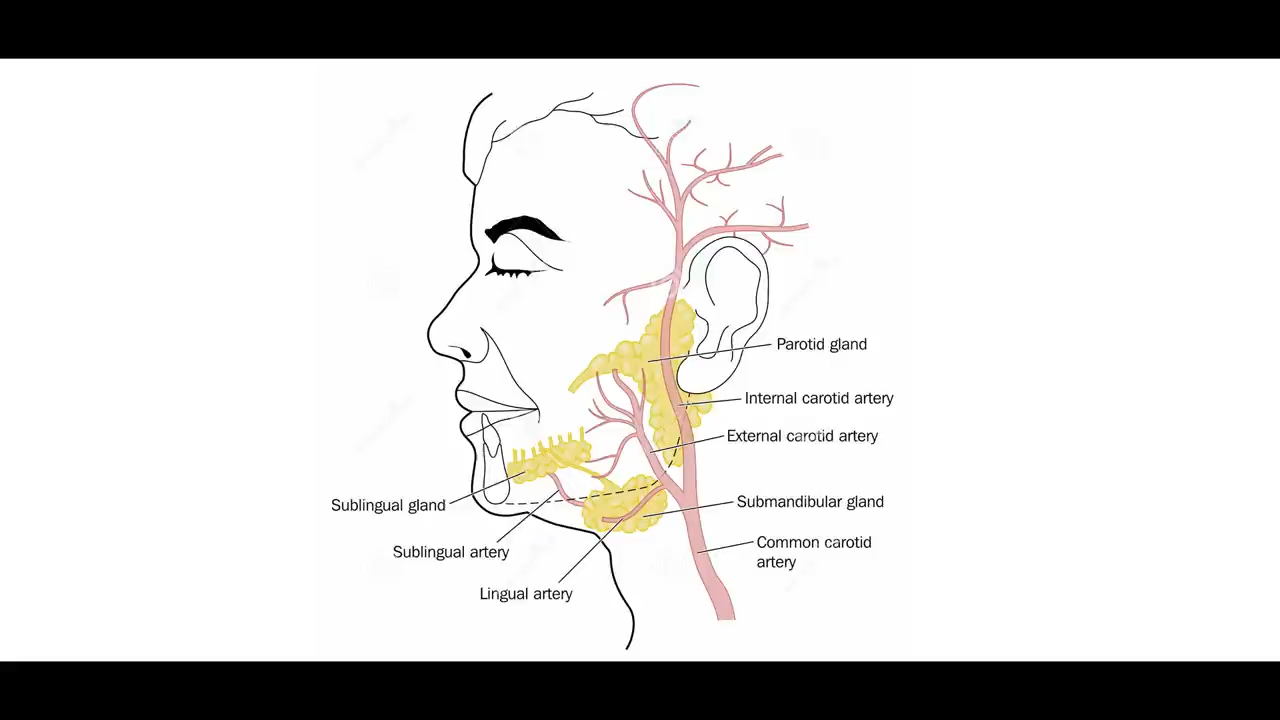 Parotid gland
Internal carotid artery
External carotid artery
Sublingual gland
Submandibular gland
Sublingual artery
Common carotid
artery
Lingual artery